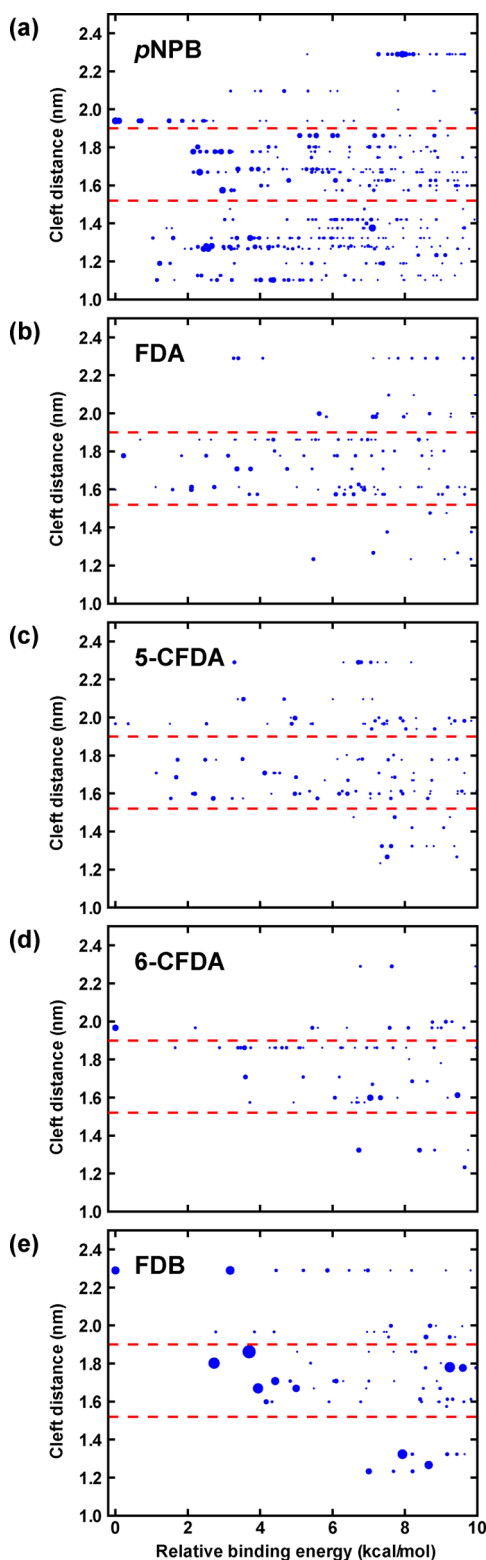 (a)
pNPB
2.4
2.2
2.0
1.8
1.6
1.4
1.2
1.0
Cleft distance (nm)
(b)
FDA
2.4
2.2
2.0
1.8
1.6
1.4
1.2
1.0
Cleft distance (nm)
(c)
5-CFDA
2.4
2.2
2.0
1.8
1.6
1.4
1.2
1.0
Cleft distance (nm)
(d)
6-CFDA
2.4
2.2
2.0
1.8
1.6
1.4
1.2
1.0
Cleft distance (nm)
(e)
FDB
2.4
2.2
2.0
1.8
1.6
1.4
1.2
1.0
Cleft distance (nm)
0 2 4 6 8 10
Relative binding energy (kcal/mol)